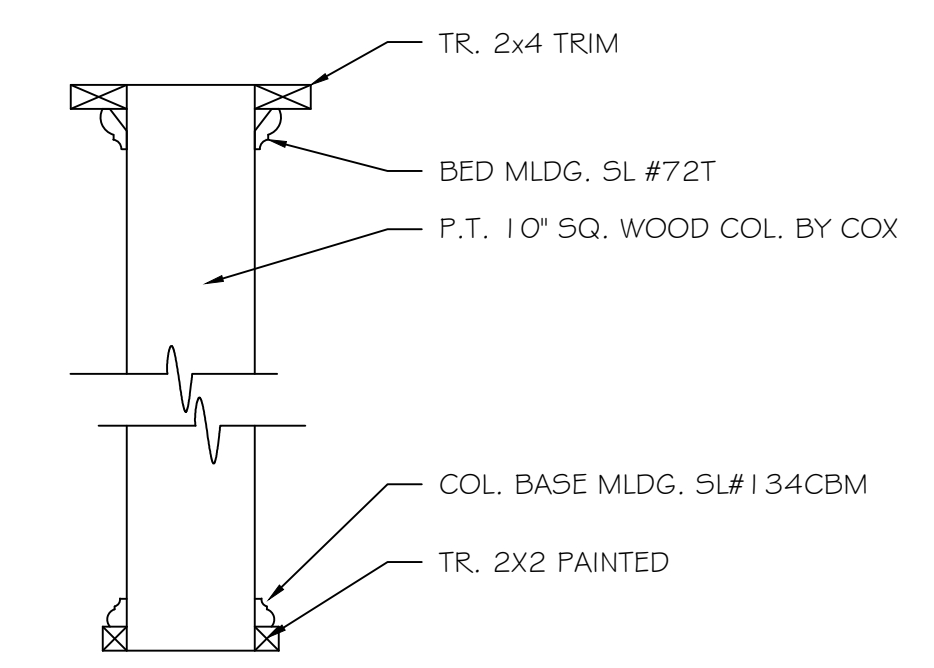 TR. 2x4 TRIM
BED MLDG. SL #72T
P.T. 10" SQ. WOOD COL. BY COX
COL. BASE MLDG. SL#134CBM
TR. 2X2 PAINTED